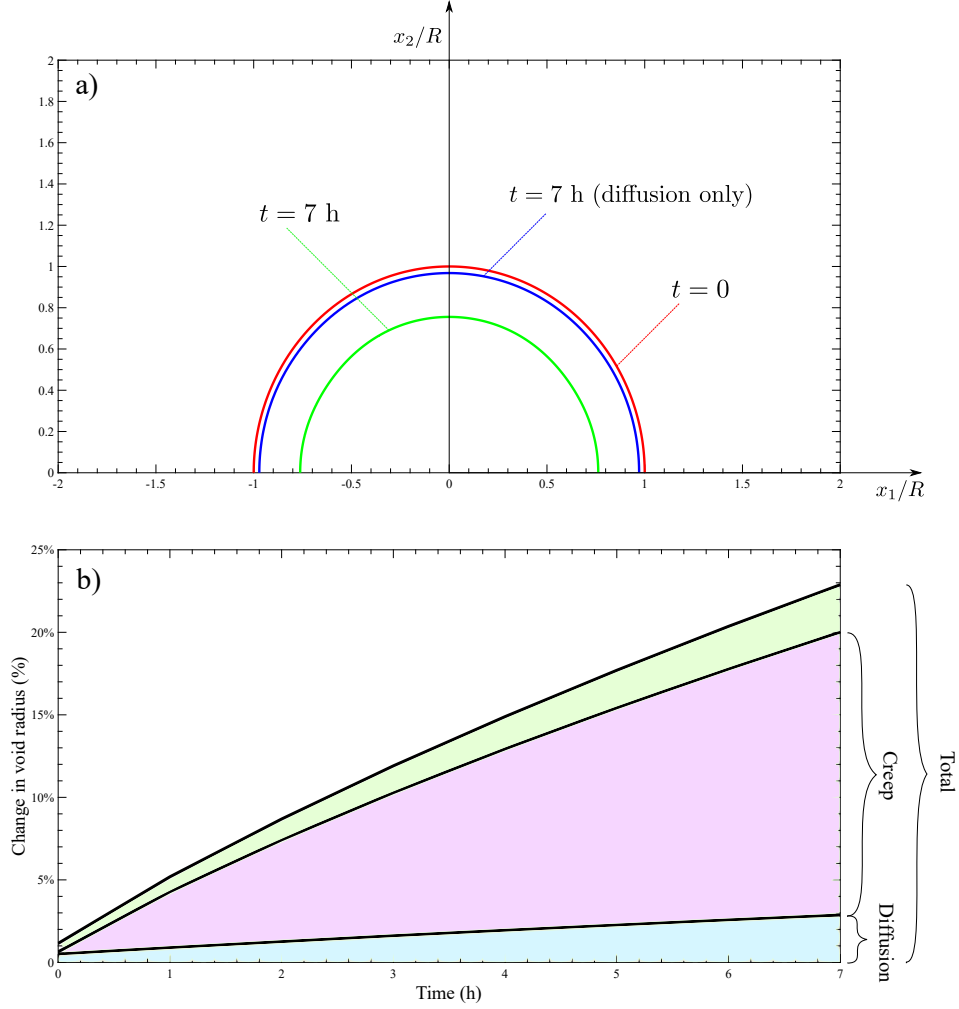 x₂/R
a)
2
1.8
1.6
1.4
1.2
1
0.8
0.6
0.4
0.2
0
t = 7 h (diffusion only)
t = 7 h
t = 0
-2
-1.5
-1
-0.5
0
0.5
1
1.5
2
x₁/R
b)
25%
20%
15%
10%
5%
0
Change in void radius (%)
0
1
2
3
4
5
6
7
Time (h)
Creep
Diffusion
Total